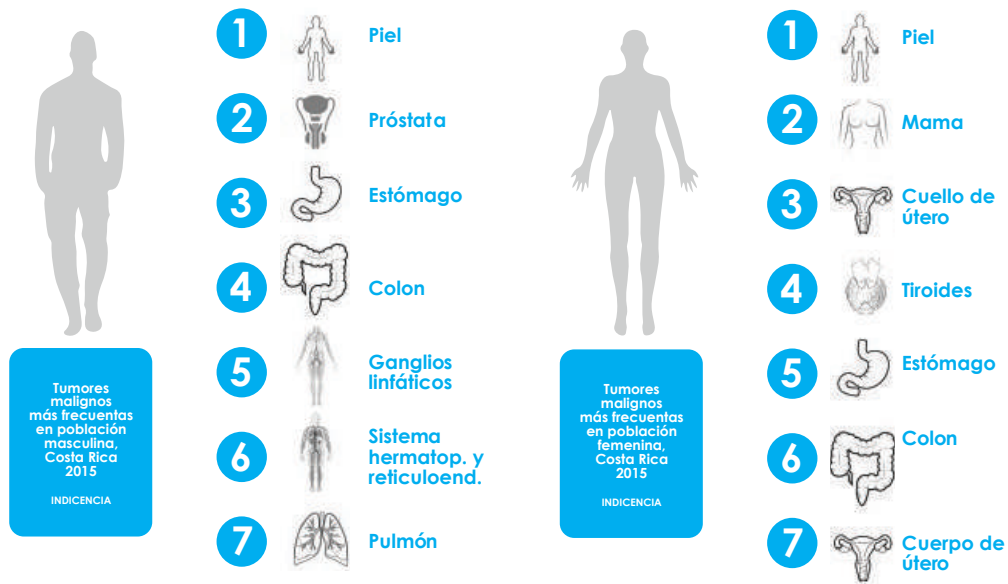 1
Piel
2
Próstata
3
Estómago
4
Colon
5
Ganglios
linfáticos
6
Sistema
hermatop. y
reticuloend.
7
Pulmón
Tumores
malignos
más frecuentas
en población
masculina,
Costa Rica
2015
INDICENCIA
1
Piel
2
Mama
3
Cuello de
útero
4
Tiroides
5
Estómago
6
Colon
7
Cuerpo de
útero
Tumores
malignos
más frecuentas
en población
femenina,
Costa Rica
2015
INDICENCIA